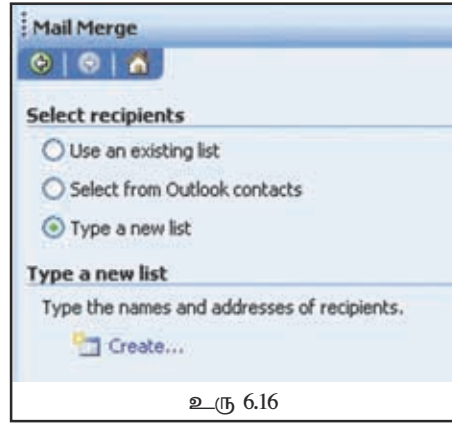 Mail Merge
Select recipients
Use an existing list
Select from Outlook contacts
Type a new list
Type a new list
Type the names and addresses of recipients.
Create...
உரு 6.16